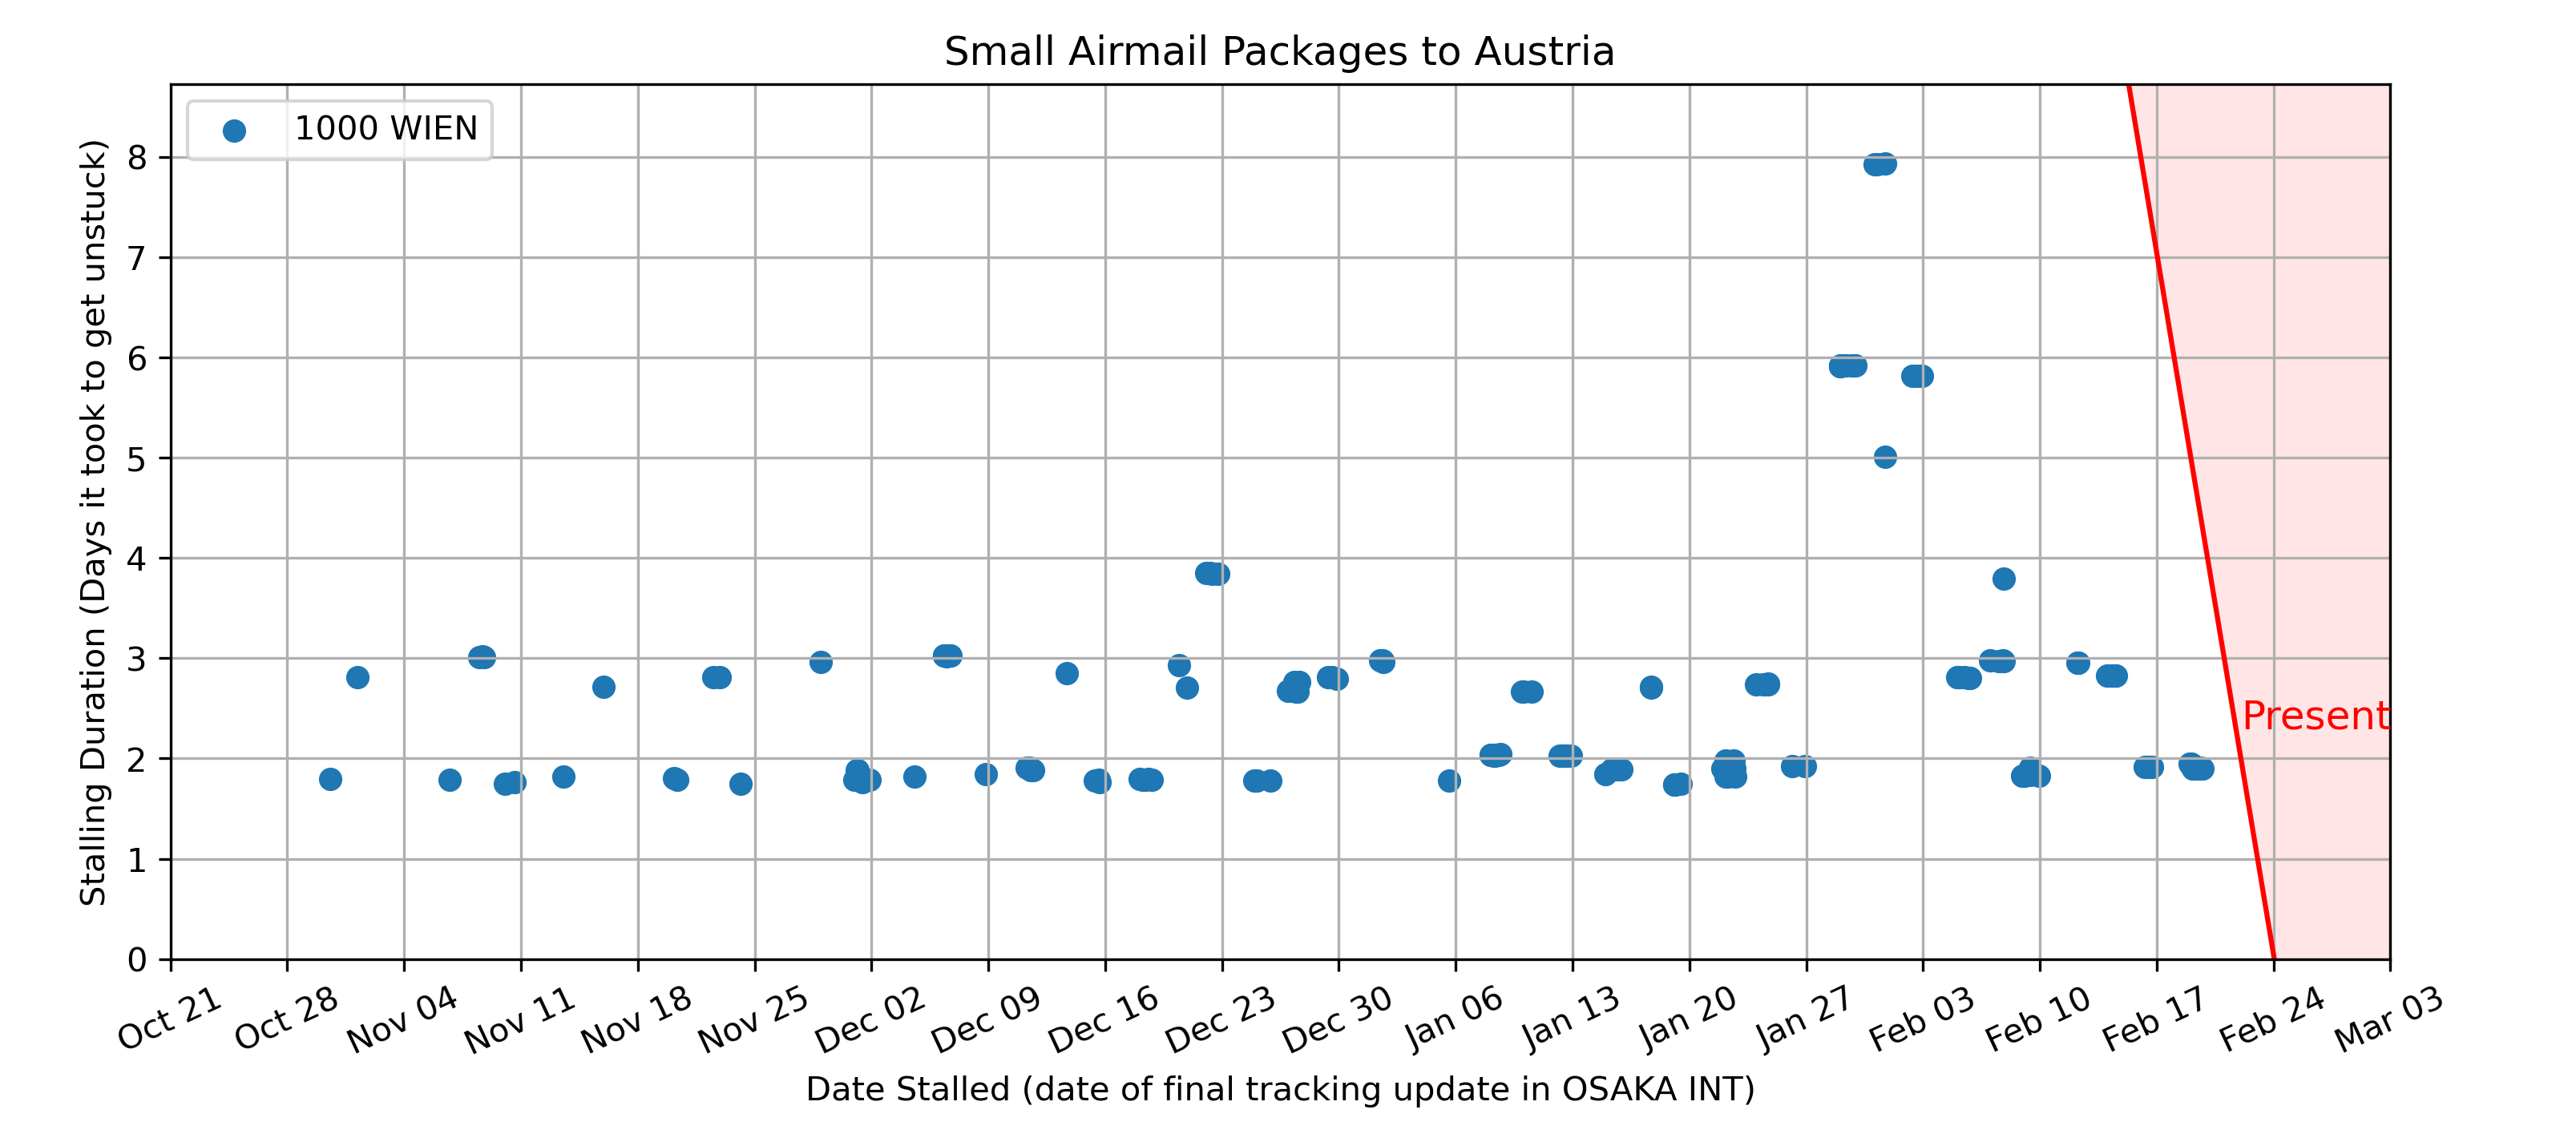 Small Airmail Packages to Austria
1000 WIEN
Stalling Duration (Days it took to get unstuck)
8
7
6
5
4
3
2
1
0
Present
Oct 21
Oct 28
Nov 04
Nov 11
Nov 18
Nov 25
Dec 02
Dec 09
Dec 16
Dec 23
Dec 30
Jan 06
Jan 13
Jan 20
Jan 27
Feb 03
Feb 10
Feb 17
Feb 24
Mar 03
Date Stalled (date of final tracking update in OSAKA INT)